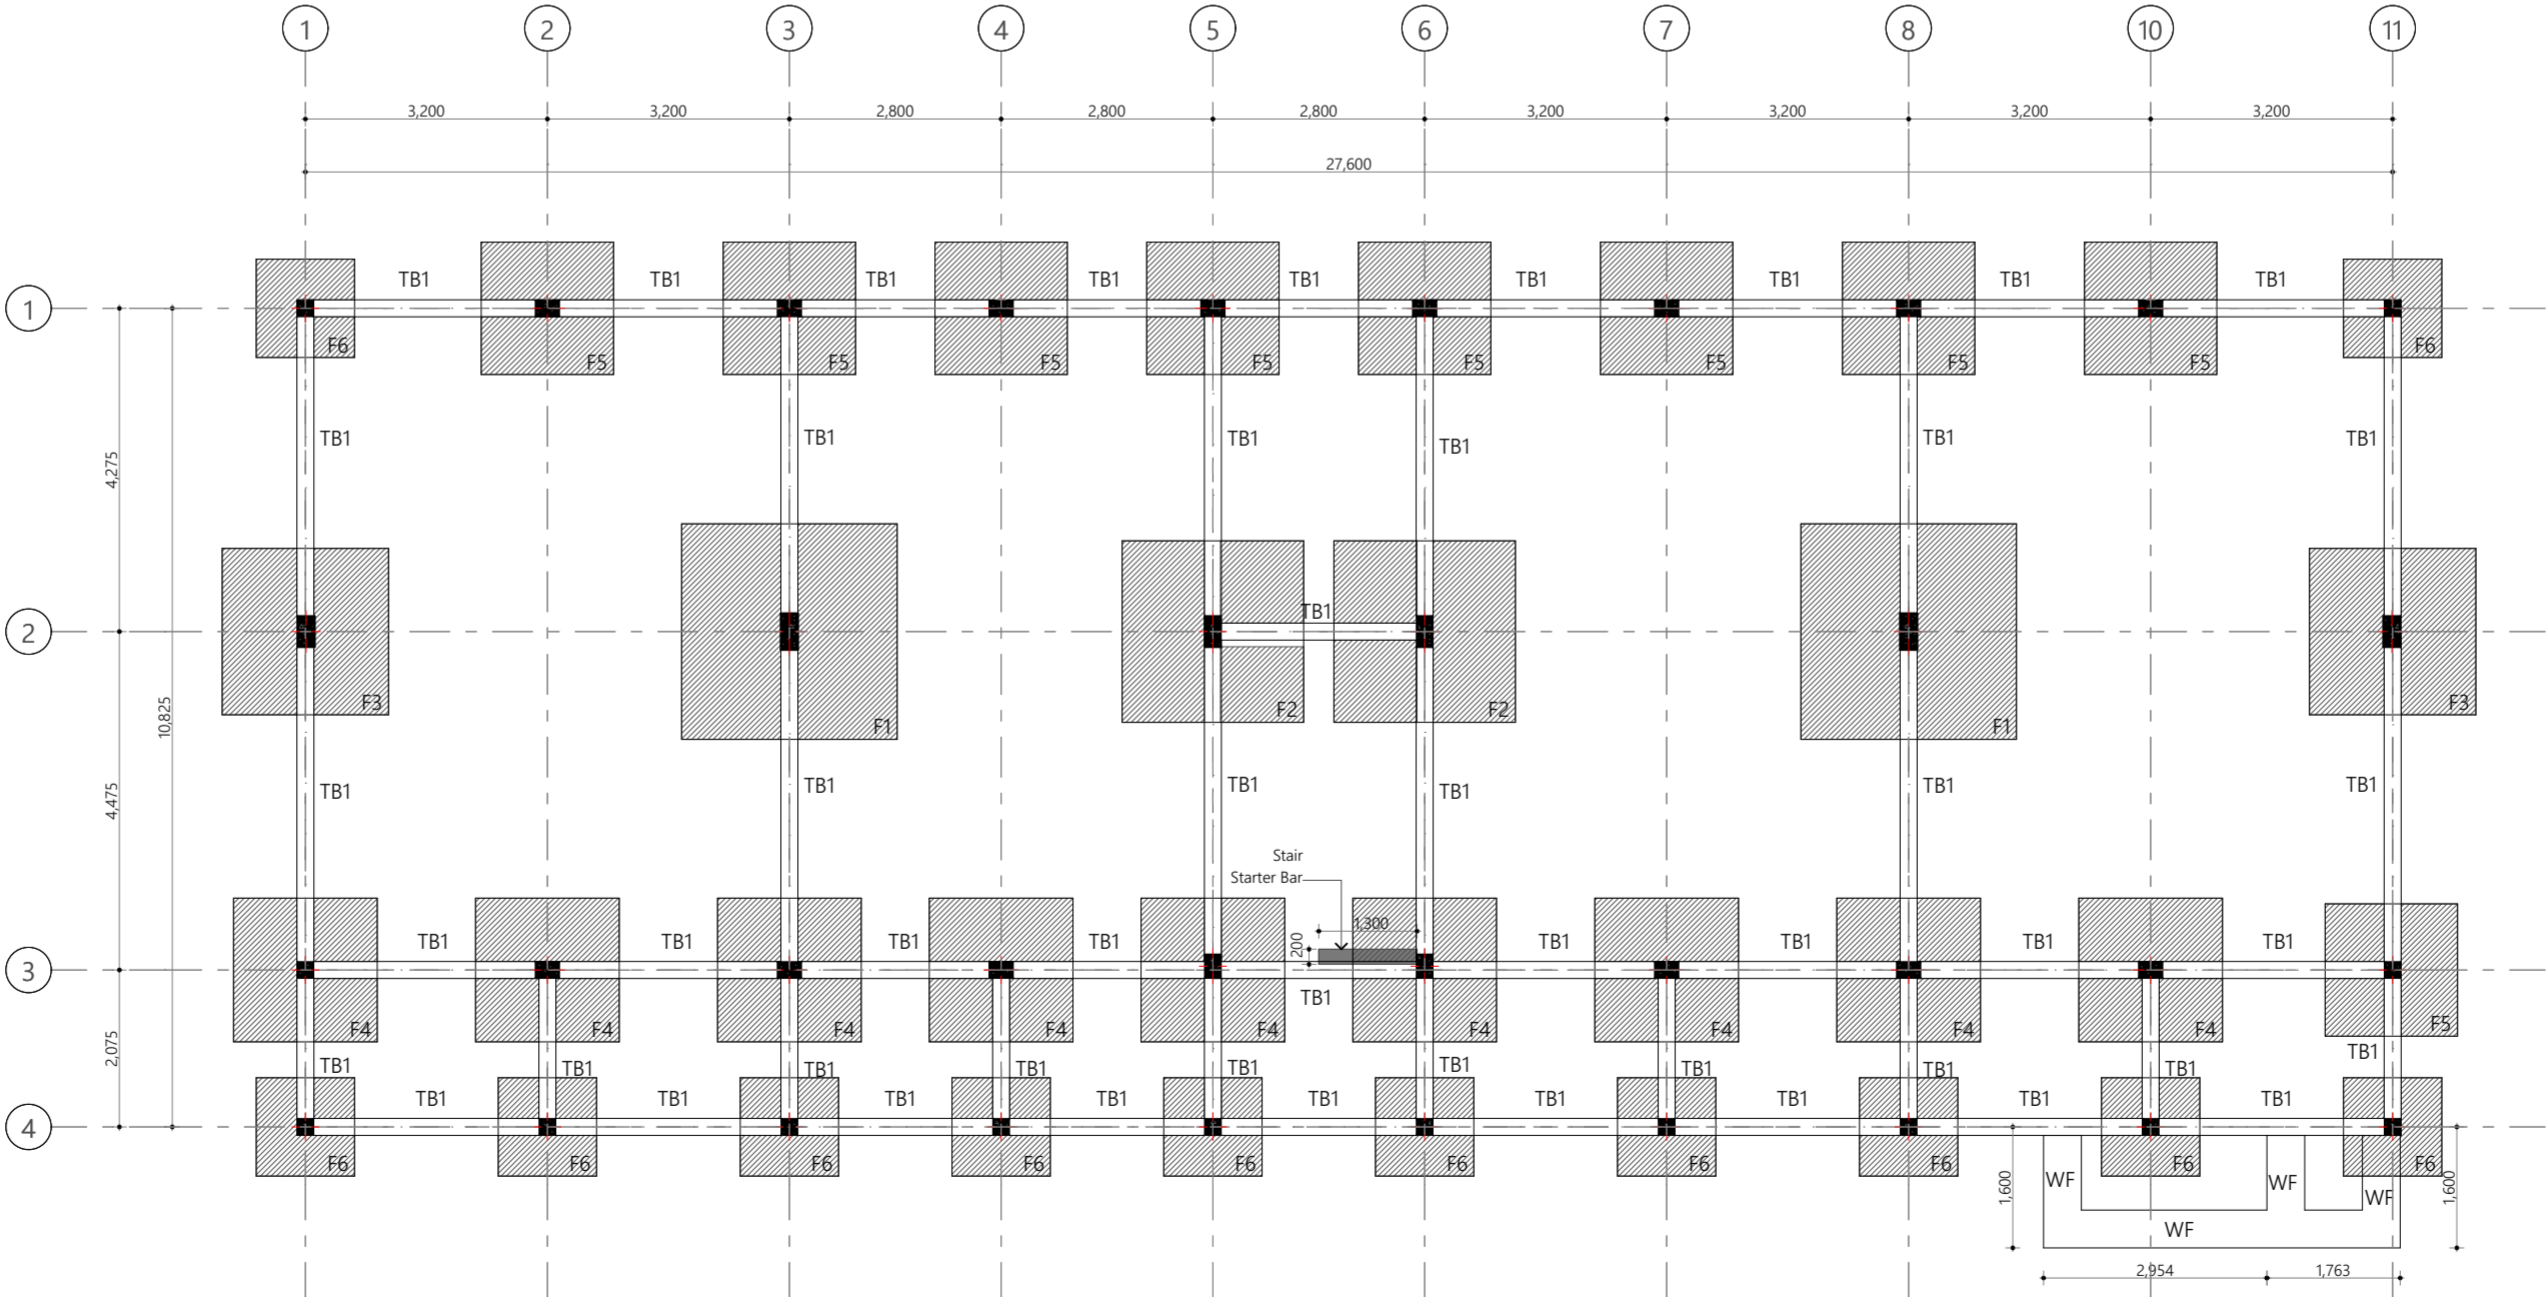 1 2 3 4 5 6 7 8 10 11
3,200 3,200 2,800 2,800 2,800 3,200 3,200 3,200 3,200
27,600
TB1 TB1 TB1 TB1 TB1 TB1 TB1 TB1 TB1
1
F6 F5 F5 F5 F5 F5 F5 F5 F5 F6
TB1 TB1 TB1 TB1 TB1 TB1
4,275
TB1
2
F3 F1 F2 F2 F1 F3
10,825
TB1 TB1 TB1 TB1 TB1 TB1
4,475
Stair
Starter Bar
1,300
200
TB1 TB1 TB1 TB1 TB1 TB1 TB1 TB1
3
TB1
F4 F4 F4 F4 F4 F4 F4 F4 F4 F5
2,075
TB1 TB1 TB1 TB1 TB1 TB1 TB1 TB1 TB1 TB1
TB1 TB1 TB1 TB1 TB1 TB1 TB1 TB1 TB1
4
F6 F6 F6 F6 F6 F6 F6 F6 F6 F6
1,600 WF WF WF 1,600
WF
2,954 1,763